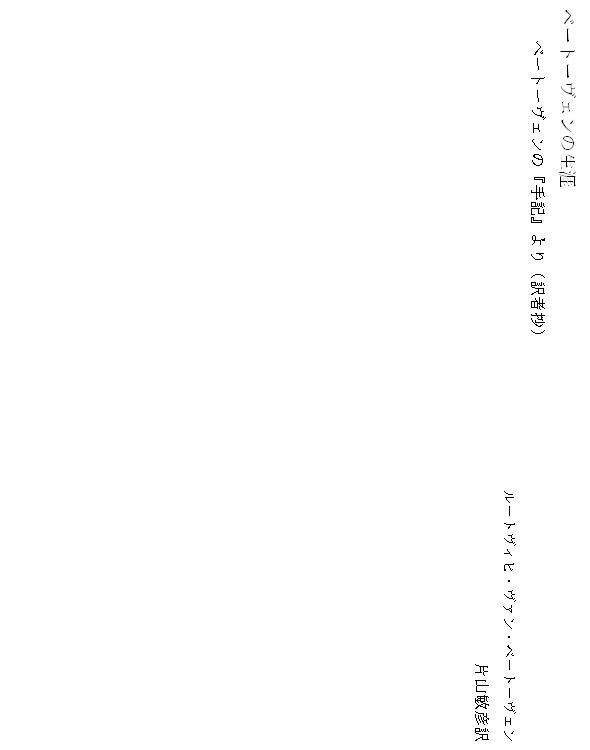 ベートーヴェンの生涯
ベートーヴェンの『手記』より（訳者抄）
ルートヴィヒ・ヴァン・ベートーヴェン
片山敏彦訳